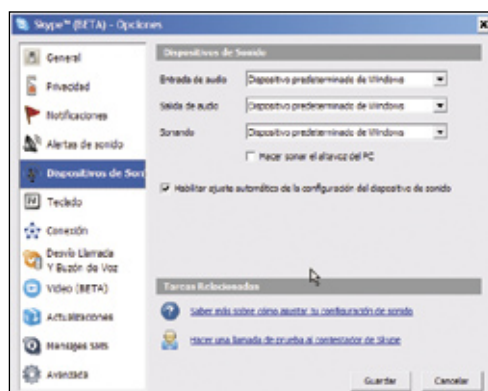 Skype™ (BETA) - Opciones
General
Privacidad
Notificaciones
Alertas de sonido
Dispositivos de Son
Teclado
Conexión
Desvío Llamada
Y Buzón de Voz
Video (BETA)
Actualizaciones
Mensajes SMS
Avanzada
Dispositivos de Sonido
Entrada de audio
Dispositivo predeterminado de Windows
Salida de audio
Dispositivo predeterminado de Windows
Sonando
Dispositivo predeterminado de Windows
Hacer sonar el altavoz del PC
Habilitar ajuste automático de la configuración del dispositivo de sonido
Tareas Relacionadas
Saber más sobre cómo ajustar tu configuración de sonido
Hacer una llamada de prueba al contestador de Skype
Guardar
Cancelar